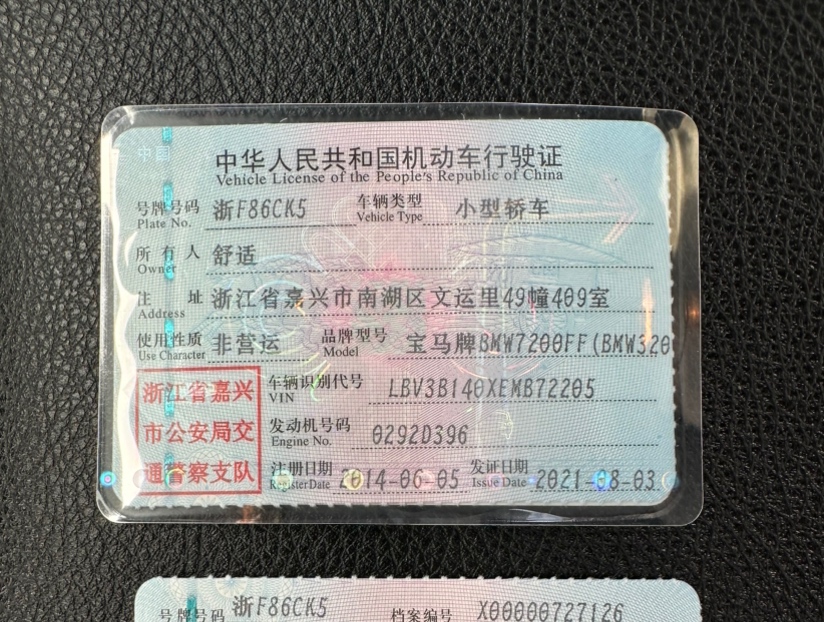 中国
中华人民共和国机动车行驶证
Vehicle License of the People's Republic of China
号牌号码 浙F86CK5 车辆类型 小型轿车
Plate No. Vehicle Type
所有人 舒适
Owner
住址 浙江省嘉兴市南湖区文运里49幢409室
Address
使用性质 非营运 品牌型号 宝马牌BMW7200FF(BMW320
Use Character Model
浙江省嘉兴
市公安局交
通警察支队
车辆识别代号 LBV3B140XEMB72205
VIN
发动机号码 0292D396
Engine No.
注册日期 2014-06-05 发证日期 2021-08-03
Register Date Issue Date
号牌号码 浙F86CK5 档案编号 X00000727126